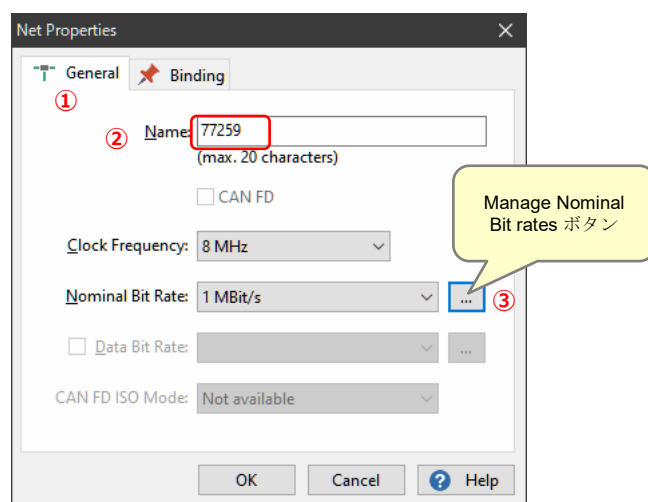 Net Properties
General
Binding
①
②
Name:
77259
(max. 20 characters)
CAN FD
Manage Nominal
Bit rates ボタン
Clock Frequency:
8 MHz
Nominal Bit Rate:
1 MBit/s
...
③
Data Bit Rate:
...
CAN FD ISO Mode:
Not available
OK
Cancel
? Help